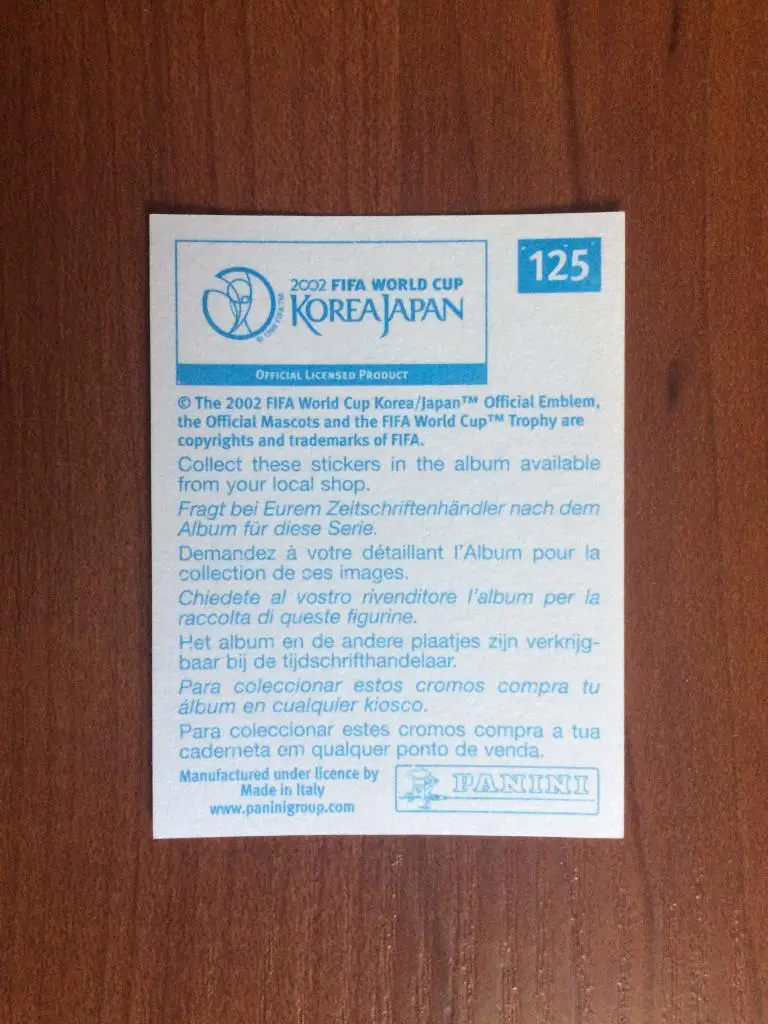 2002 FIFA WORLD CUP
KOREAJAPAN
© 1999 FIFA TM
OFFICIAL LICENSED PRODUCT
125
© The 2002 FIFA World Cup Korea/Japan™ Official Emblem,
the Official Mascots and the FIFA World Cup™ Trophy are
copyrights and trademarks of FIFA.
Collect these stickers in the album available
from your local shop.
Fragt bei Eurem Zeitschriftenhändler nach dem
Album für diese Serie.
Demandez à votre détaillant l'Album pour la
collection de ces images.
Chiedete al vostro rivenditore l'album per la
raccolta di queste figurine.
Het album en de andere plaatjes zijn verkrijg-
baar bij de tijdschrifthandelaar.
Para coleccionar estos cromos compra tu
álbum en cualquier kiosco.
Para coleccionar estes cromos compra a tua
caderneta em qualquer ponto de venda.
Manufactured under licence by
Made in Italy
www.paninigroup.com
PANINI